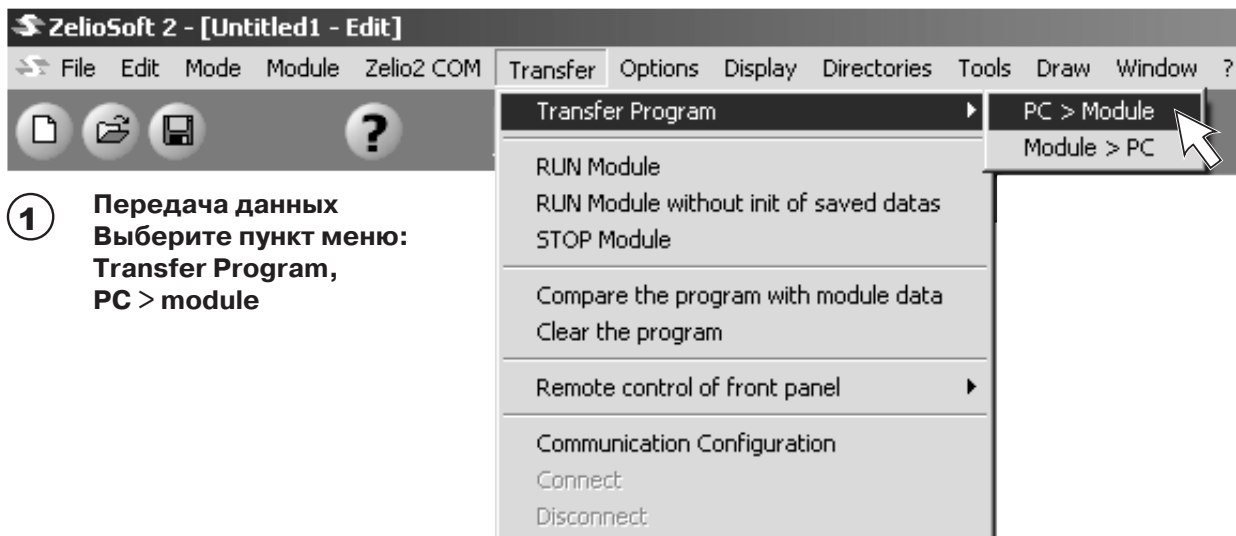 ZelioSoft 2 - [Untitled1 - Edit]
File Edit Mode Module Zelio2 COM Transfer Options Display Directories Tools Draw Window ?
?
Transfer Program
PC > Module
Module > PC
RUN Module
RUN Module without init of saved datas
STOP Module
Compare the program with module data
Clear the program
Remote control of front panel
Communication Configuration
Connect
Disconnect
1
Передача данных
Выберите пункт меню:
Transfer Program,
PC > module